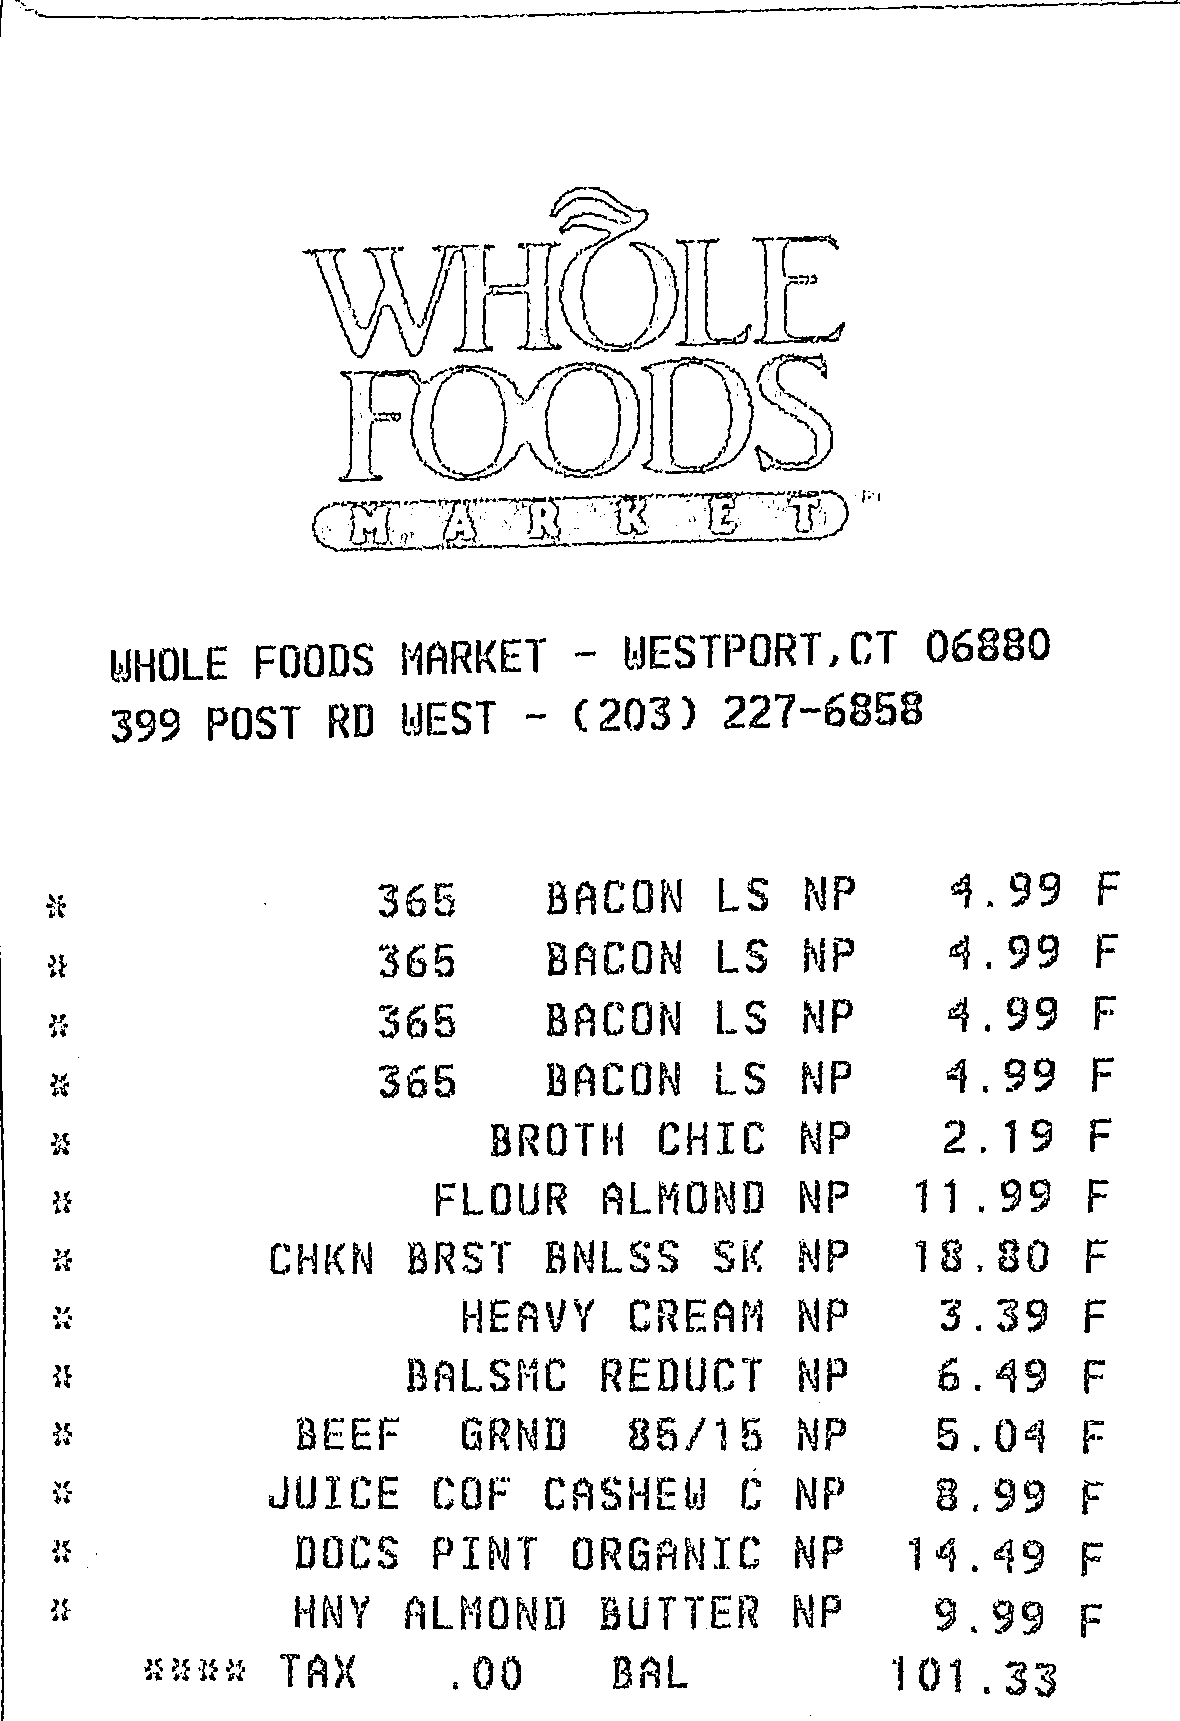 WHOLE
FOODS
MARKET
WHOLE FOODS MARKET - WESTPORT,CT 06880
399 POST RD WEST - (203) 227-6858
* 365 BACON LS NP 4.99 F
* 365 BACON LS NP 4.99 F
* 365 BACON LS NP 4.99 F
* 365 BACON LS NP 4.99 F
* BROTH CHIC NP 2.19 F
* FLOUR ALMOND NP 11.99 F
* CHKN BRST BNLSS SK NP 18.80 F
* HEAVY CREAM NP 3.39 F
* BALSMC REDUCT NP 6.49 F
* BEEF GRND 85/15 NP 5.04 F
* JUICE COF CASHEW C NP 8.99 F
* DOCS PINT ORGANIC NP 14.49 F
* HNY ALMOND BUTTER NP 9.99 F
**** TAX .00 BAL 101.33